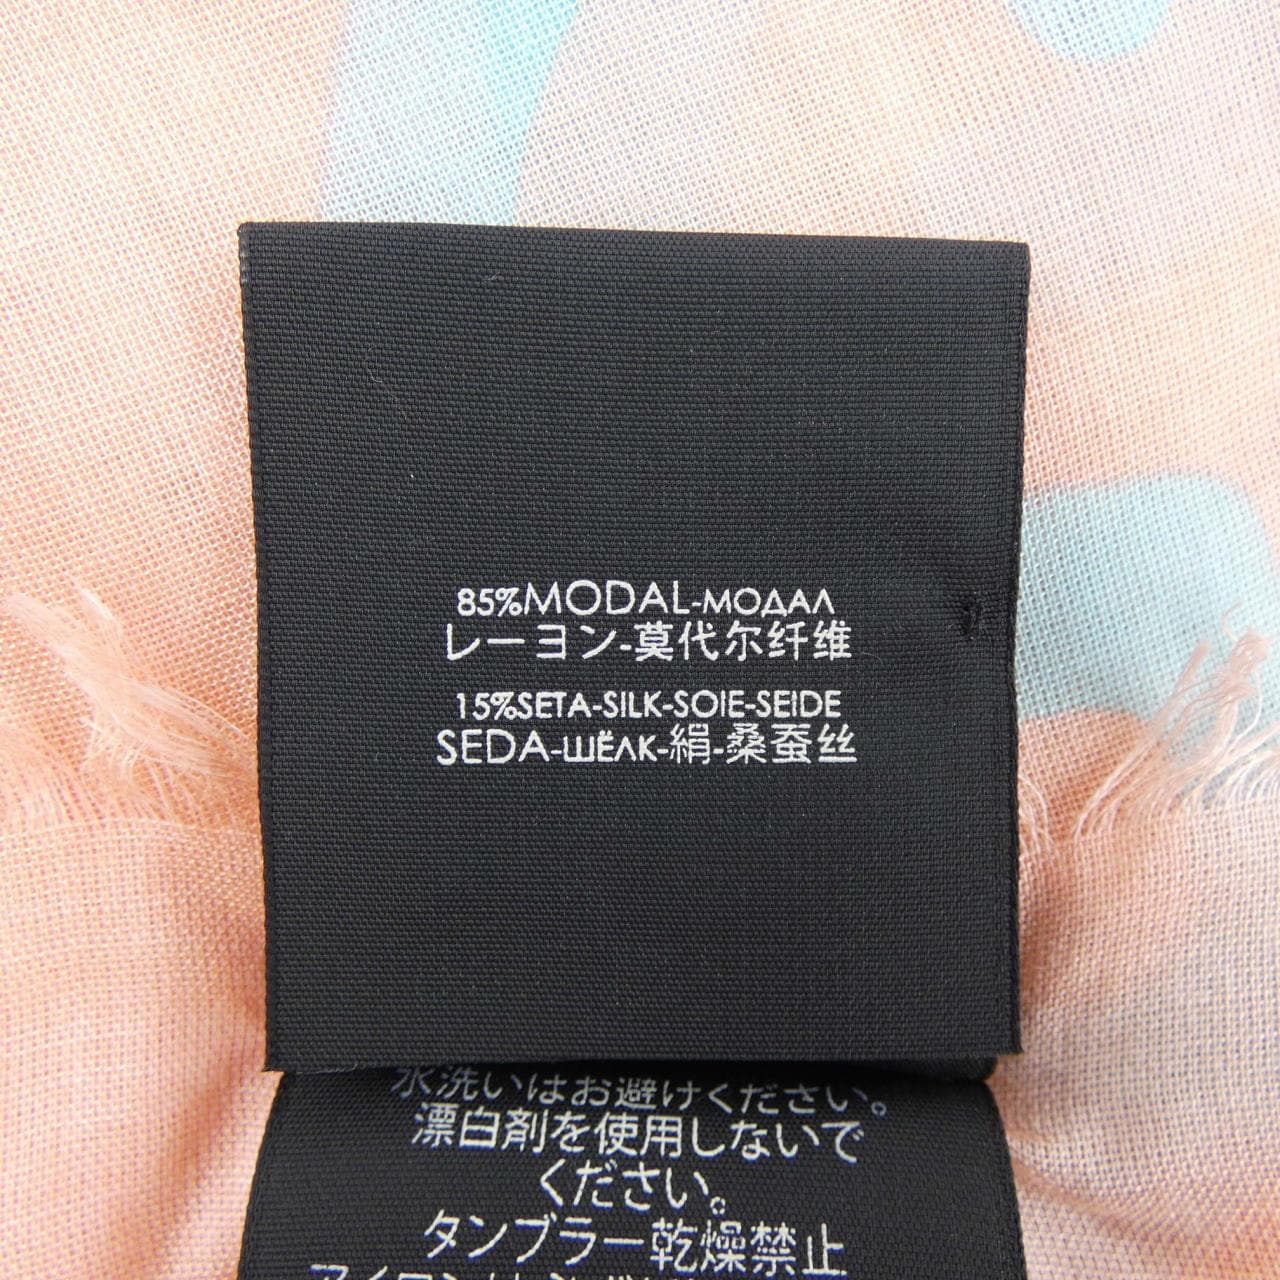 85%MODAL-МОДАЛ
レーヨン-莫代尔纤维
15%SETA-SILK-SOIE-SEIDE
SEDA-ШЁЛК-絹-桑蚕丝
水洗いはお避けください。
漂白剤を使用しないで
ください。
タンブラー乾燥禁止